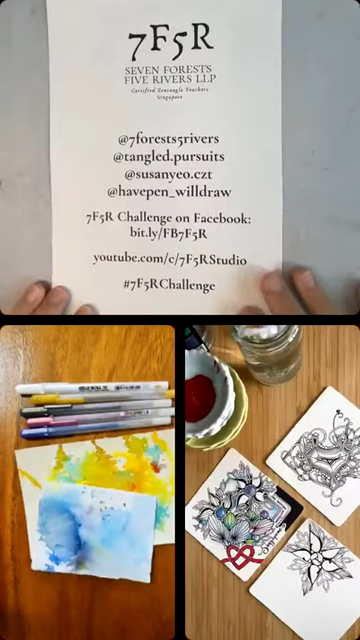 7F5R
SEVEN FORESTS
FIVE RIVERS LLP
Certified Zentangle Teachers
Singapore
@7forests5rivers
@tangled.pursuits
@susanyeo.czt
@havepen_willdraw
7F5R Challenge on Facebook:
bit.ly/FB7F5R
youtube.com/c/7F5RStudio
#7F5RChallenge